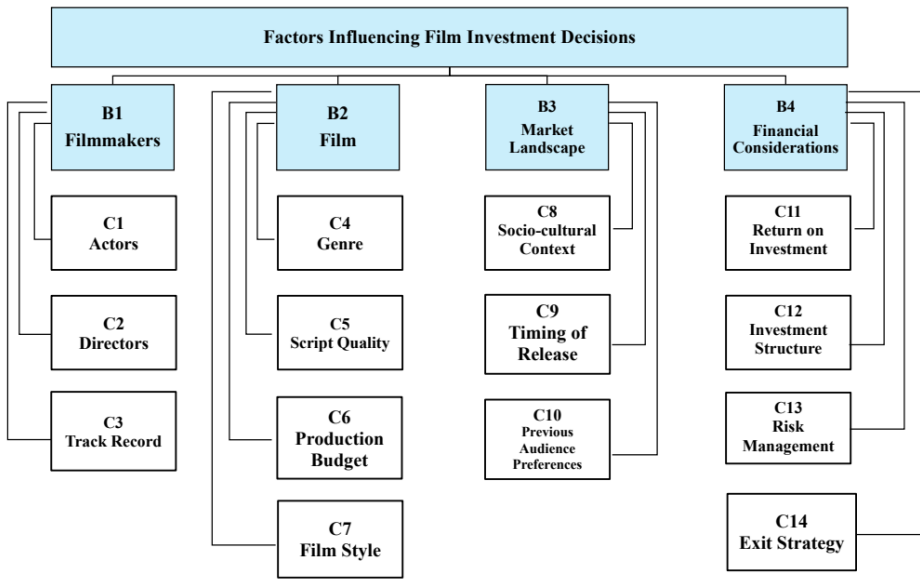 Factors Influencing Film Investment Decisions
B1
Filmmakers
B2
Film
B3
Market
Landscape
B4
Financial
Considerations
C1
Actors
C2
Directors
C3
Track Record
C4
Genre
C5
Script Quality
C6
Production
Budget
C7
Film Style
C8
Socio-cultural
Context
C9
Timing of
Release
C10
Previous
Audience
Preferences
C11
Return on
Investment
C12
Investment
Structure
C13
Risk
Management
C14
Exit Strategy